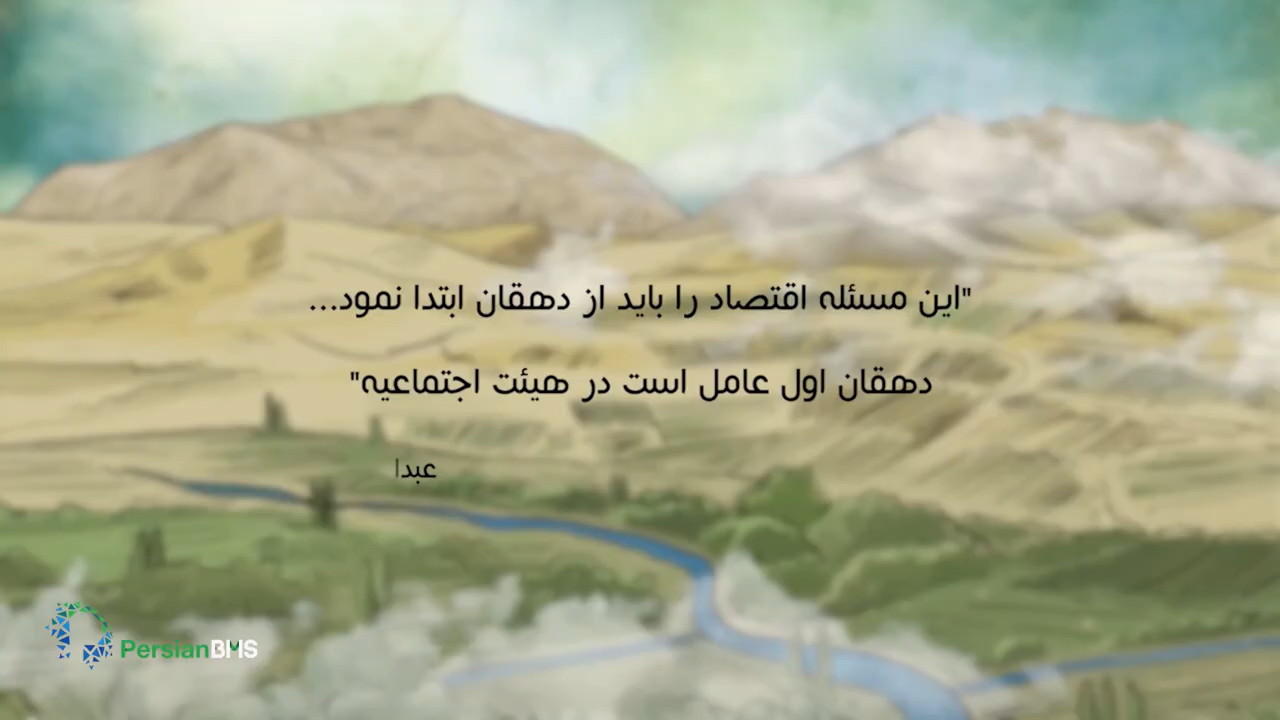 "این مسئله اقتصاد را باید از دهقان ابتدا نمود...
دهقان اول عامل است در هیئت اجتماعیه"
عبدا
PersianBMS